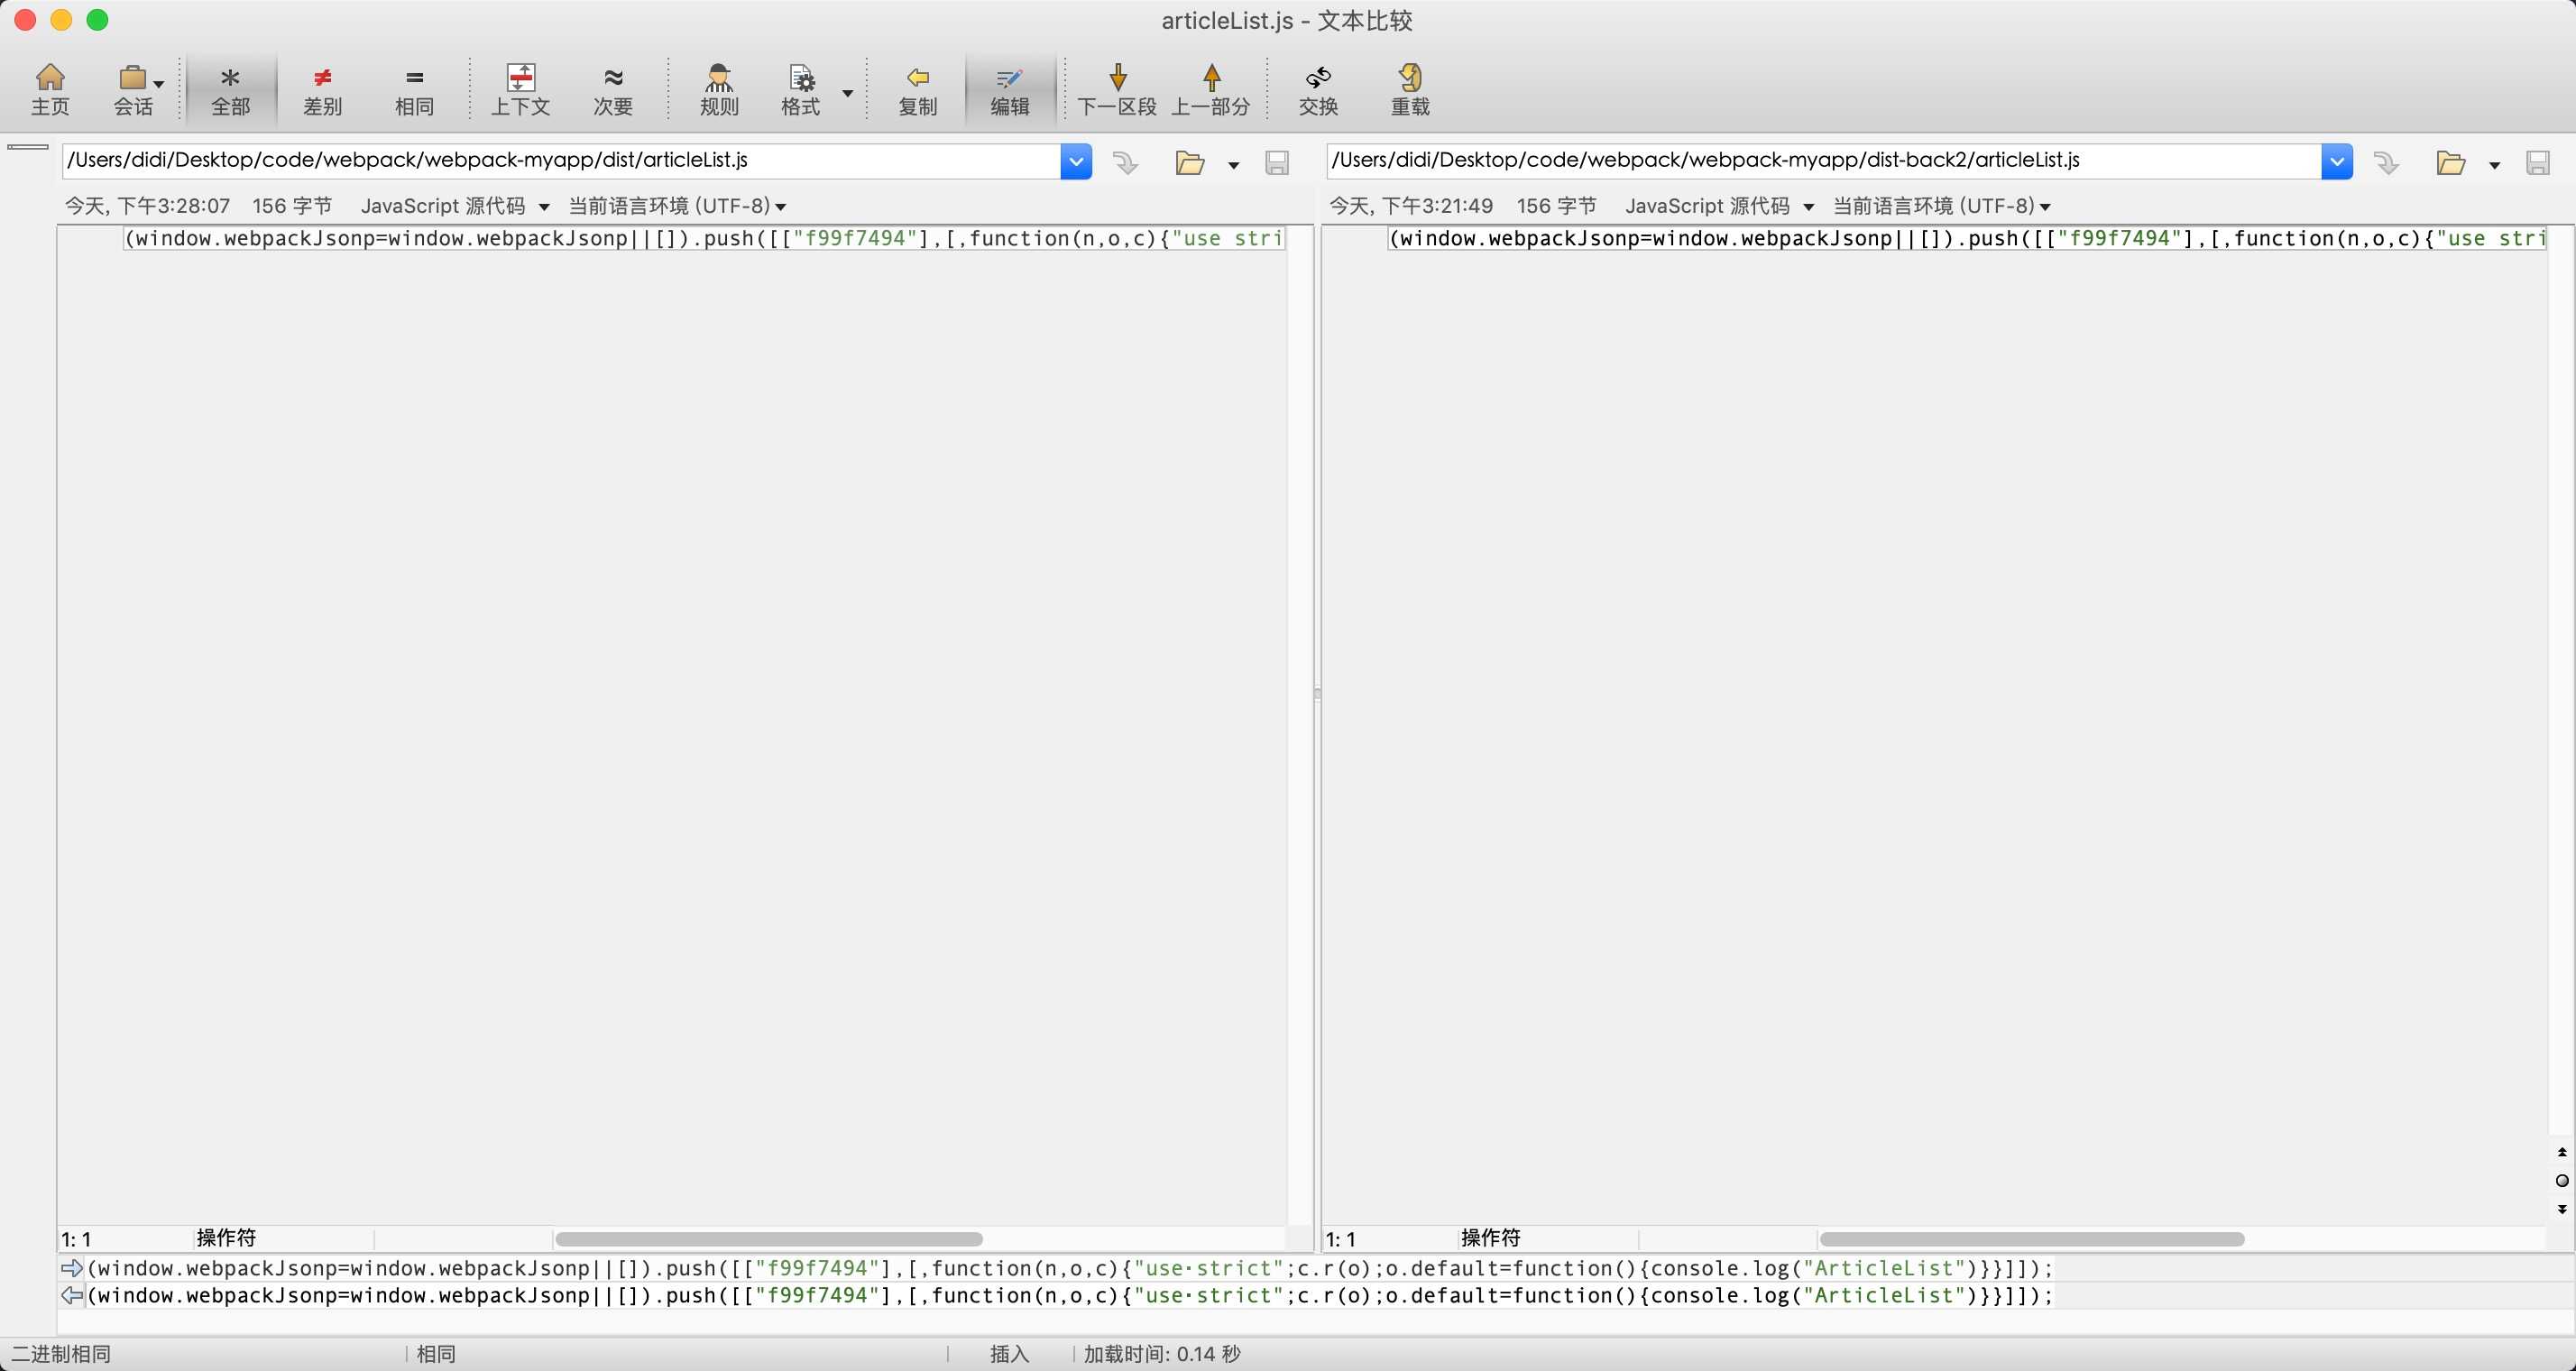 articleList.js - 文本比较
主页 会话 全部 差别 相同 上下文 次要 规则 格式 复制 编辑 下一区段 上一部分 交换 重载
/Users/didi/Desktop/code/webpack/webpack-myapp/dist/articleList.js
/Users/didi/Desktop/code/webpack/webpack-myapp/dist-back2/articleList.js
今天, 下午3:28:07 156 字节 JavaScript 源代码 当前语言环境 (UTF-8)
今天, 下午3:21:49 156 字节 JavaScript 源代码 当前语言环境 (UTF-8)
(window.webpackJsonp=window.webpackJsonp||[]).push([["f99f7494"],[,function(n,o,c){"use stri
(window.webpackJsonp=window.webpackJsonp||[]).push([["f99f7494"],[,function(n,o,c){"use stri
1: 1 操作符
1: 1 操作符
(window.webpackJsonp=window.webpackJsonp||[]).push([["f99f7494"],[,function(n,o,c){"use·strict";c.r(o);o.default=function(){console.log("ArticleList")}}]]);
(window.webpackJsonp=window.webpackJsonp||[]).push([["f99f7494"],[,function(n,o,c){"use·strict";c.r(o);o.default=function(){console.log("ArticleList")}}]]);
二进制相同 相同 插入 加载时间: 0.14 秒